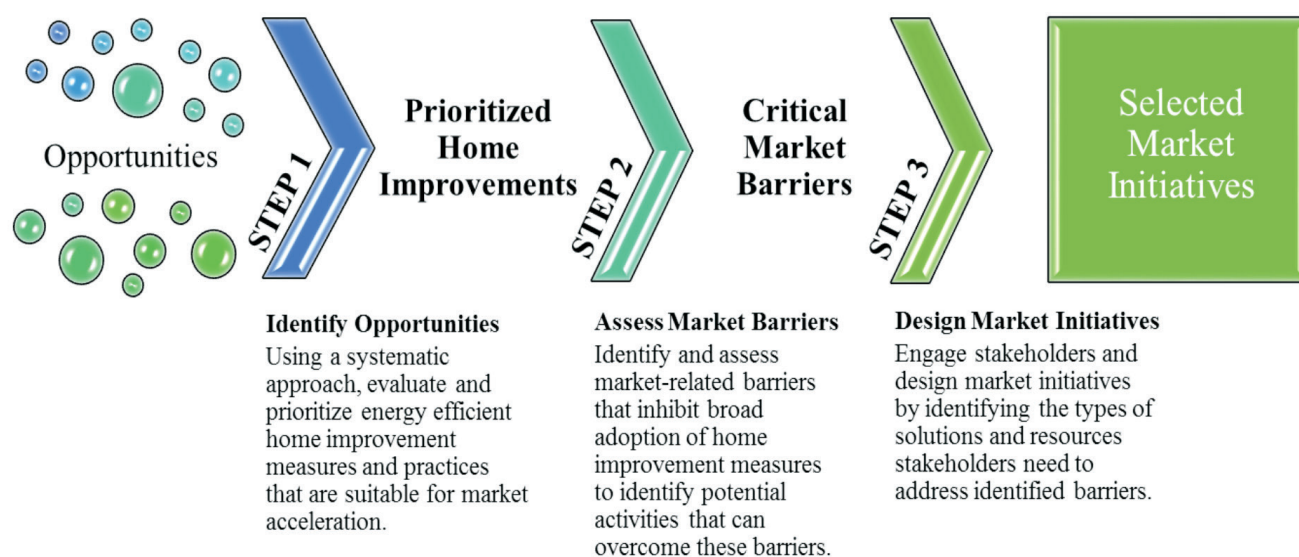 Opportunities
STEP 1
Prioritized
Home
Improvements
STEP 2
Critical
Market
Barriers
STEP 3
Selected
Market
Initiatives
Identify Opportunities
Using a systematic
approach, evaluate and
prioritize energy efficient
home improvement
measures and practices
that are suitable for market
acceleration.
Assess Market Barriers
Identify and assess
market-related barriers
that inhibit broad
adoption of home
improvement measures
to identify potential
activities that can
overcome these barriers.
Design Market Initiatives
Engage stakeholders and
design market initiatives
by identifying the types of
solutions and resources
stakeholders need to
address identified barriers.